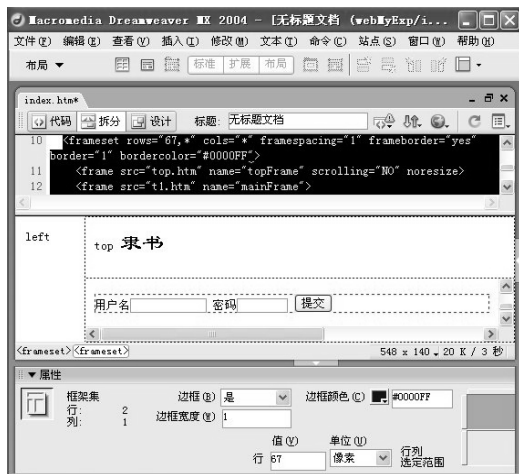 Macromedia Dreamweaver MX 2004 - [无标题文档 (webMyExp/i...
文件(F) 编辑(E) 查看(V) 插入(I) 修改(M) 文本(T) 命令(C) 站点(S) 窗口(W) 帮助(H)
布局 标准 扩展 布局
index.htm*
代码 拆分 设计 标题: 无标题文档
10 <frameset rows="67,*" cols="*" framespacing="1" frameborder="yes"
border="1" bordercolor="#0000FF">
11 <frame src="top.htm" name="topFrame" scrolling="NO" noresize>
12 <frame src="t1.htm" name="mainFrame">
left
top 隶书
用户名 密码 提交
<frameset> <frameset> 548 x 140 20 K / 3 秒
属性
框架集 边框(B) 是 边框颜色(C) #0000FF
行: 2 边框宽度(W) 1
列: 1
值(V) 单位(U)
行 67 像素 行列
选定范围